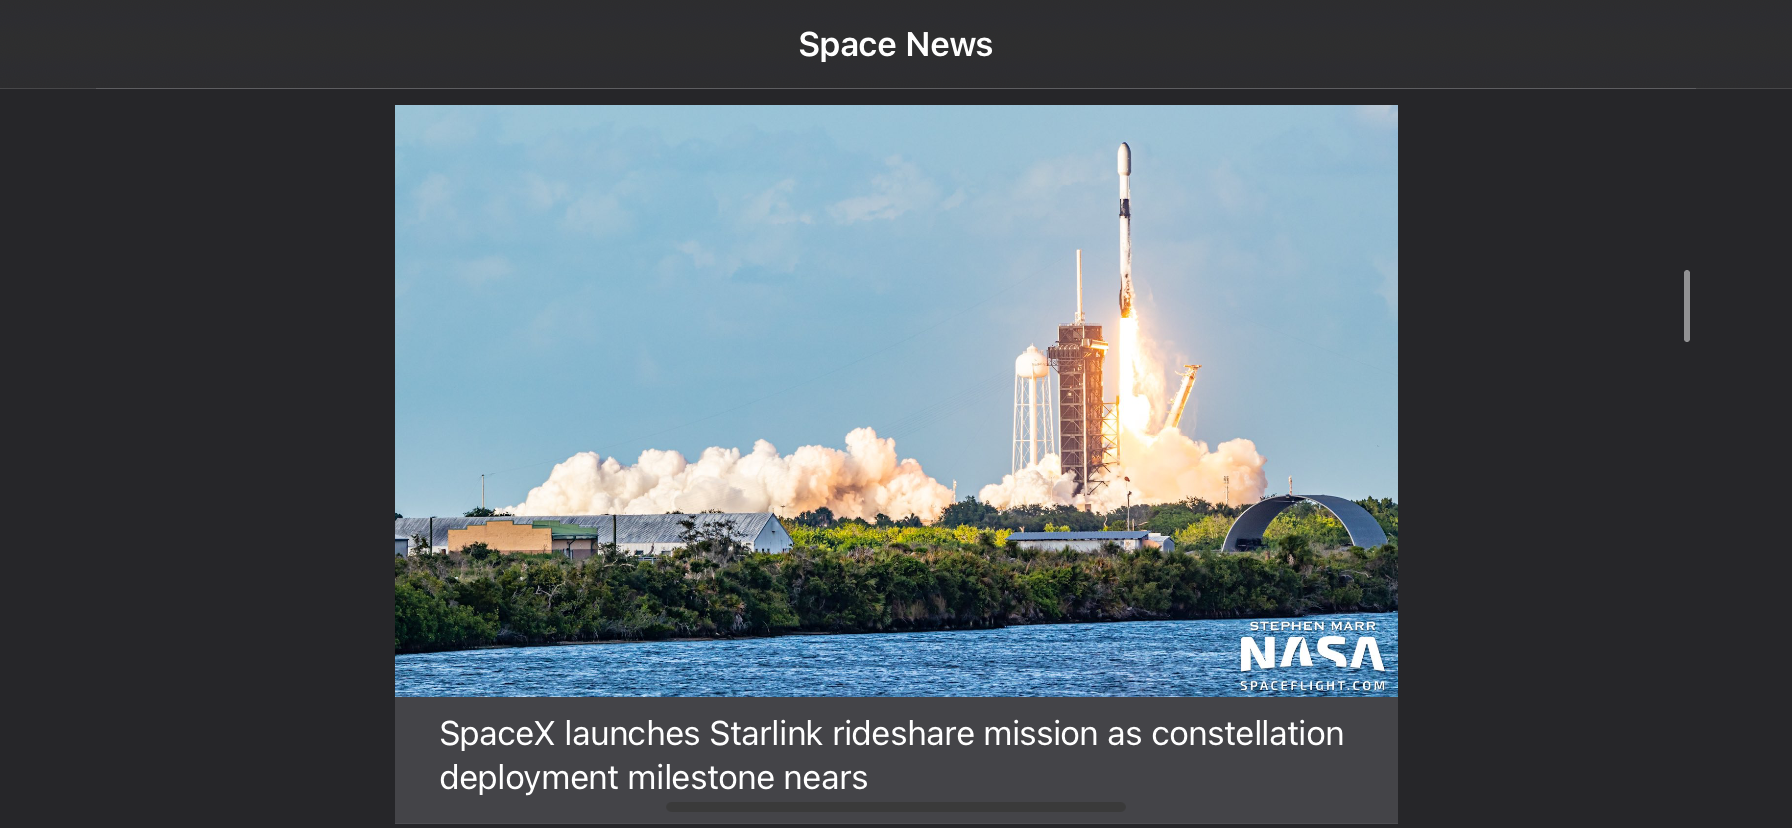 Space News
STEPHEN MARR
NASA
SPACEFLIGHT.COM
SpaceX launches Starlink rideshare mission as constellation
deployment milestone nears